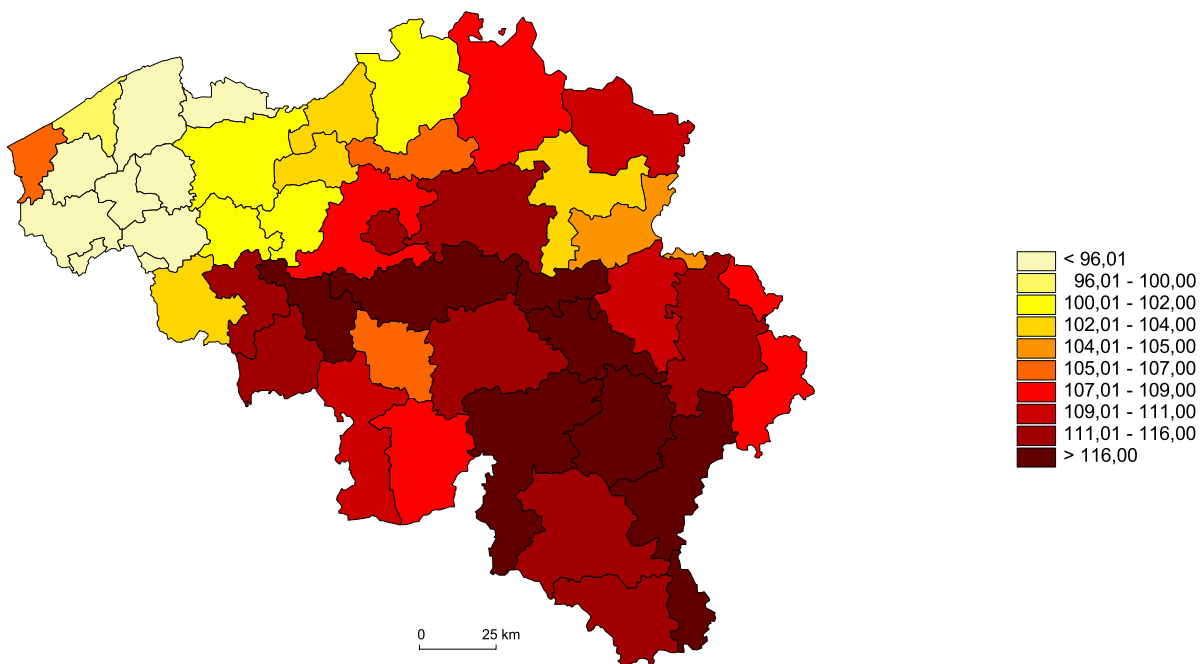 < 96,01
96,01 - 100,00
100,01 - 102,00
102,01 - 104,00
104,01 - 105,00
105,01 - 107,00
107,01 - 109,00
109,01 - 111,00
111,01 - 116,00
> 116,00
0 25 km